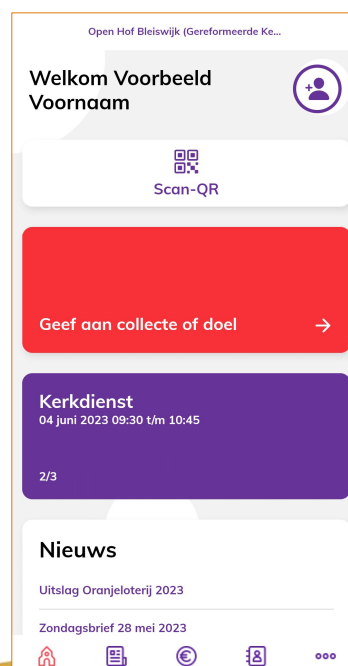 Open Hof Bleiswijk (Gereformeerde Ke...
Welkom Voorbeeld
Voornaam
Scan-QR
Geef aan collecte of doel
Kerkdienst
04 juni 2023 09:30 t/m 10:45
2/3
Nieuws
Uitslag Oranjeloterij 2023
Zondagsbrief 28 mei 2023